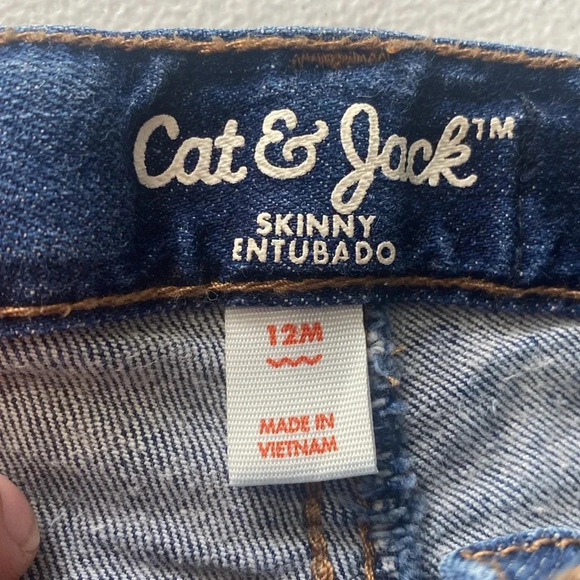 Cat & Jack™
SKINNY
ENTUBADO
12M
MADE IN
VIETNAM